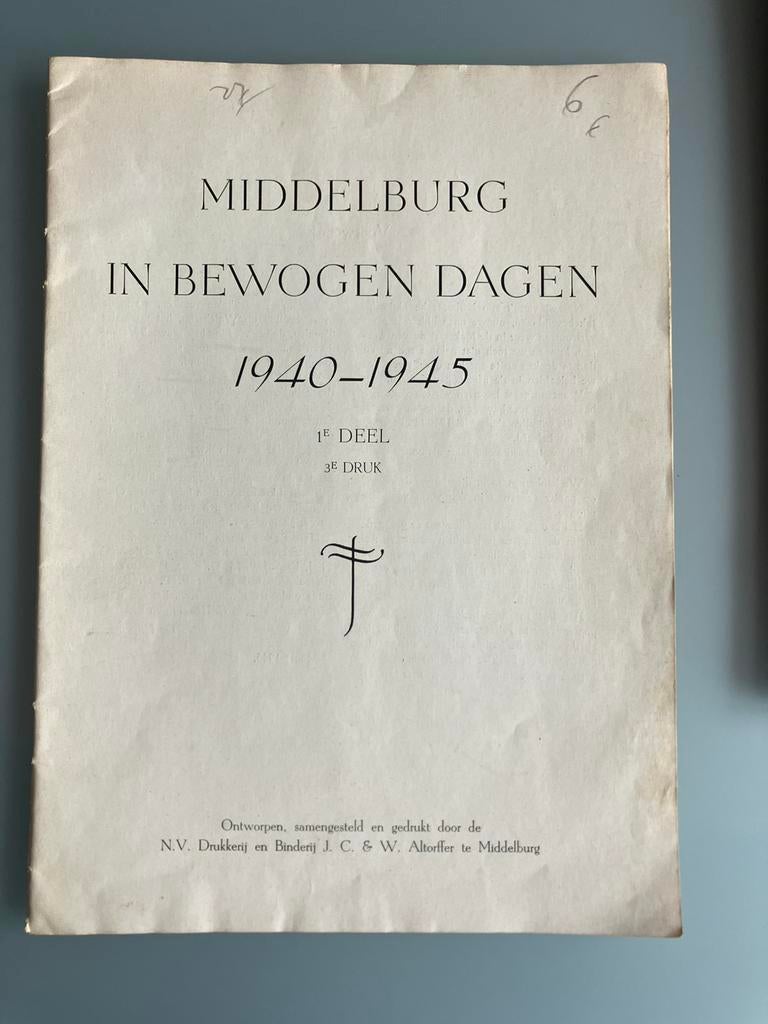 MIDDELBURG
IN BEWOGEN DAGEN
1940-1945
1E DEEL
3E DRUK
Ontworpen, samengesteld en gedrukt door de
N.V. Drukkerij en Binderij J. C. & W. Altorffer te Middelburg